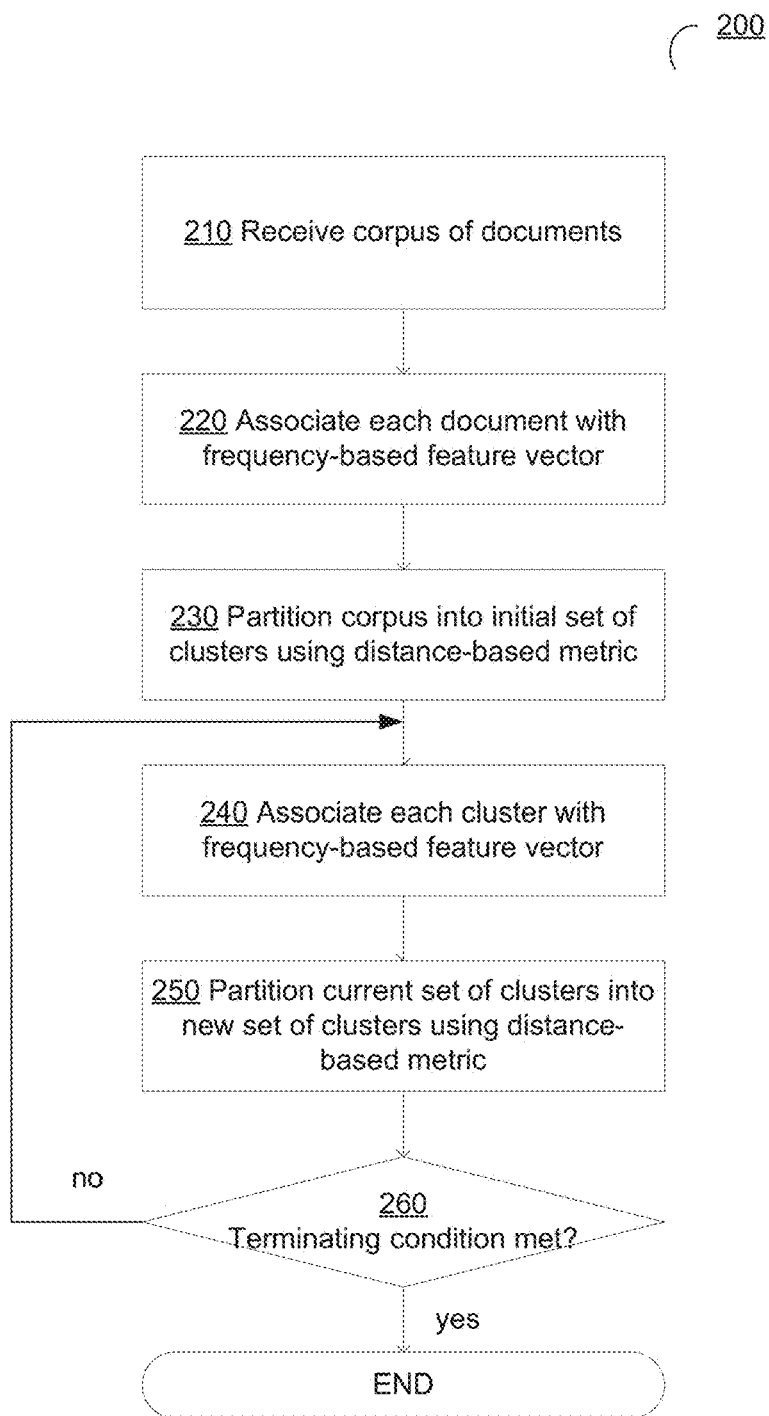 200
210 Receive corpus of documents
220 Associate each document with
frequency-based feature vector
230 Partition corpus into initial set of
clusters using distance-based metric
240 Associate each cluster with
frequency-based feature vector
250 Partition current set of clusters into
new set of clusters using distance-
based metric
no
260
Terminating condition met?
yes
END